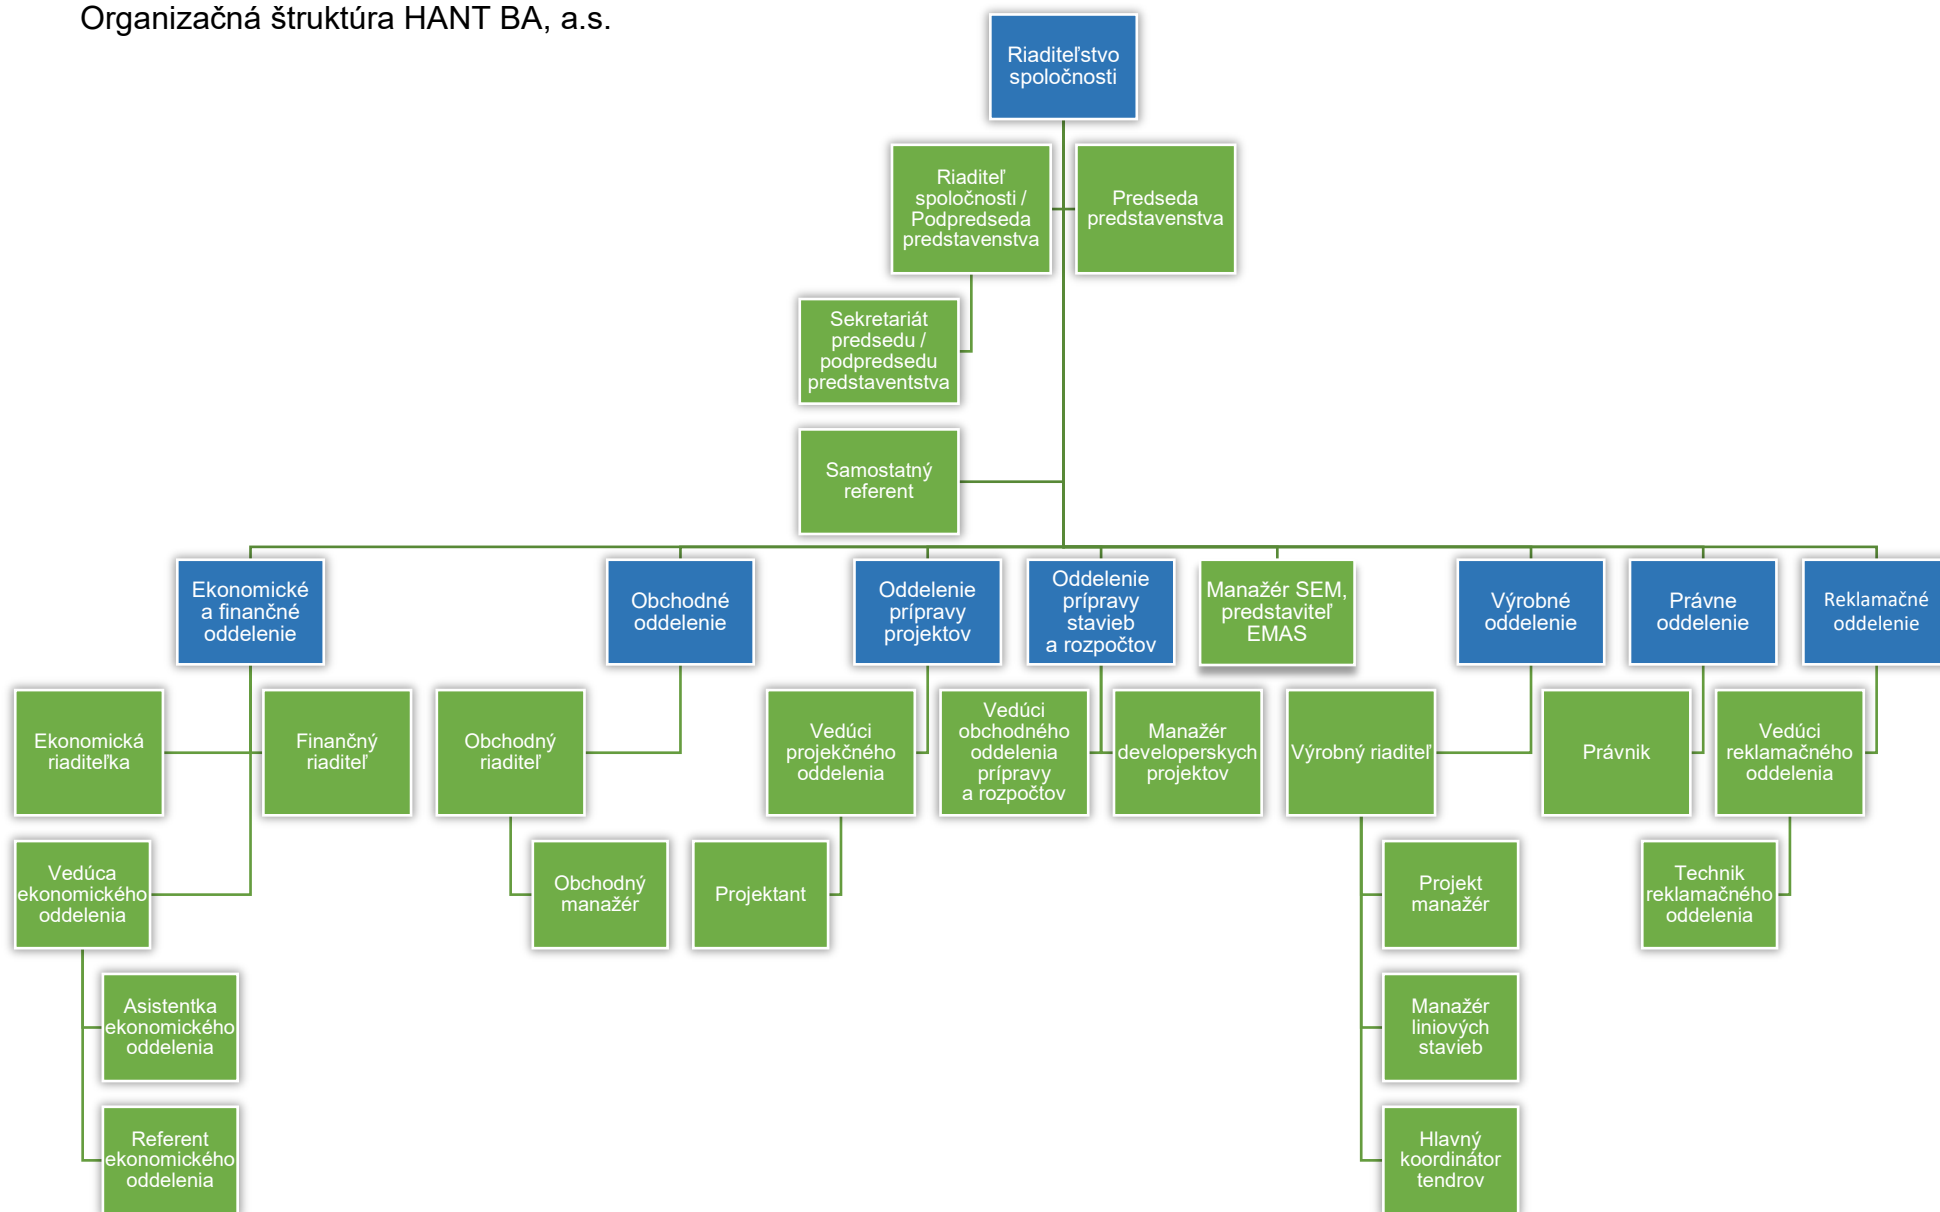 Organizačná štruktúra HANT BA, a.s.
Riaditeľstvo
spoločnosti
Riaditeľ
spoločnosti /
Podpredseda
predstavenstva
Predseda
predstavenstva
Sekretariát
predsedu /
podpredsedu
predstaventstva
Samostatný
referent
Ekonomické
a finančné
oddelenie
Obchodné
oddelenie
Oddelenie
prípravy
projektov
Oddelenie
prípravy
stavieb
a rozpočtov
Manažér SEM,
predstaviteľ
EMAS
Výrobné
oddelenie
Právne
oddelenie
Reklamačné
oddelenie
Ekonomická
riaditeľka
Finančný
riaditeľ
Obchodný
riaditeľ
Vedúci
projekčného
oddelenia
Vedúci
obchodného
oddelenia
prípravy
a rozpočtov
Manažér
developerskych
projektov
Výrobný riaditeľ
Právnik
Vedúci
reklamačného
oddelenia
Vedúca
ekonomického
oddelenia
Obchodný
manažér
Projektant
Projekt
manažér
Technik
reklamačného
oddelenia
Asistentka
ekonomického
oddelenia
Manažér
liniových
stavieb
Referent
ekonomického
oddelenia
Hlavný
koordinátor
tendrov